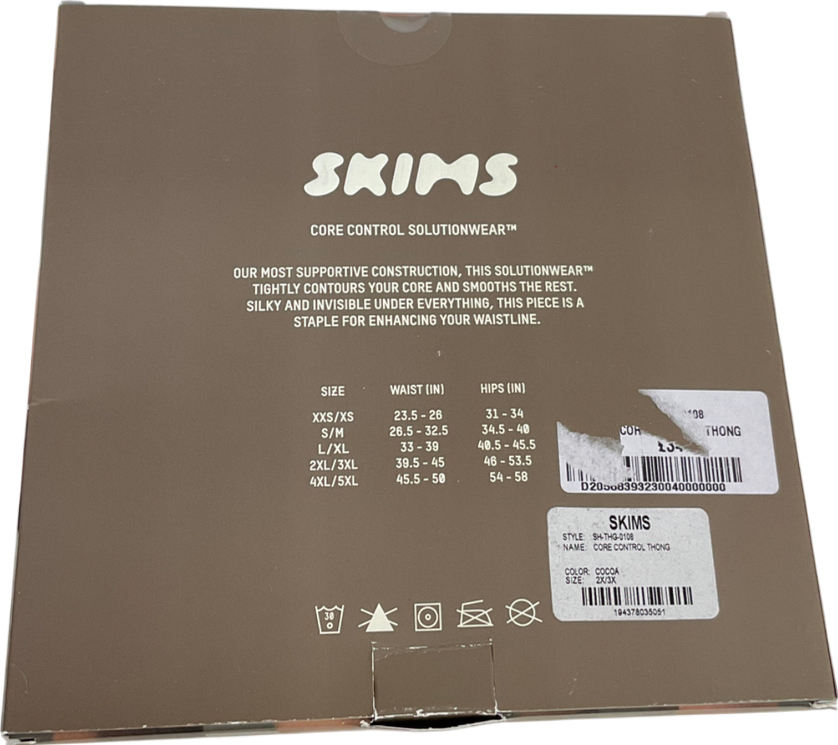 SKIMS
CORE CONTROL SOLUTIONWEAR™
OUR MOST SUPPORTIVE CONSTRUCTION, THIS SOLUTIONWEAR™
TIGHTLY CONTOURS YOUR CORE AND SMOOTHS THE REST.
SILKY AND INVISIBLE UNDER EVERYTHING, THIS PIECE IS A
STAPLE FOR ENHANCING YOUR WAISTLINE.
SIZE WAIST (IN) HIPS (IN)
XXS/XS 23.5 - 26 31 - 34
S/M 26.5 - 32.5 34.5 - 40
L/XL 33 - 39 40.5 - 45.5
2XL/3XL 39.5 - 45 46 - 53.5
4XL/5XL 45.5 - 50 54 - 58
THONG
SKIMS
STYLE: SH-THG-0108
NAME: CORE CONTROL THONG
COLOR: COCOA
SIZE: 2X/3X
194378035051
30